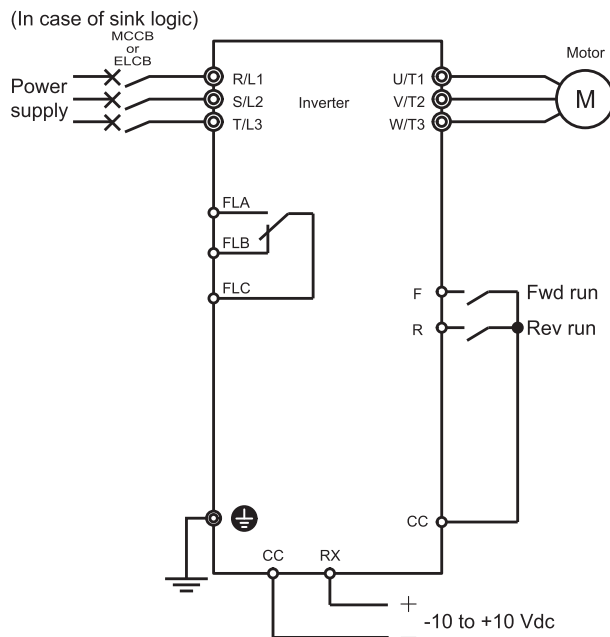 (In case of sink logic)
MCCB
or
ELCB
Motor
Power
supply
R/L1
S/L2
T/L3
Inverter
U/T1
V/T2
W/T3
M
FLA
FLB
FLC
F
Fwd run
R
Rev run
CC
CC
RX
+
-10 to +10 Vdc
−